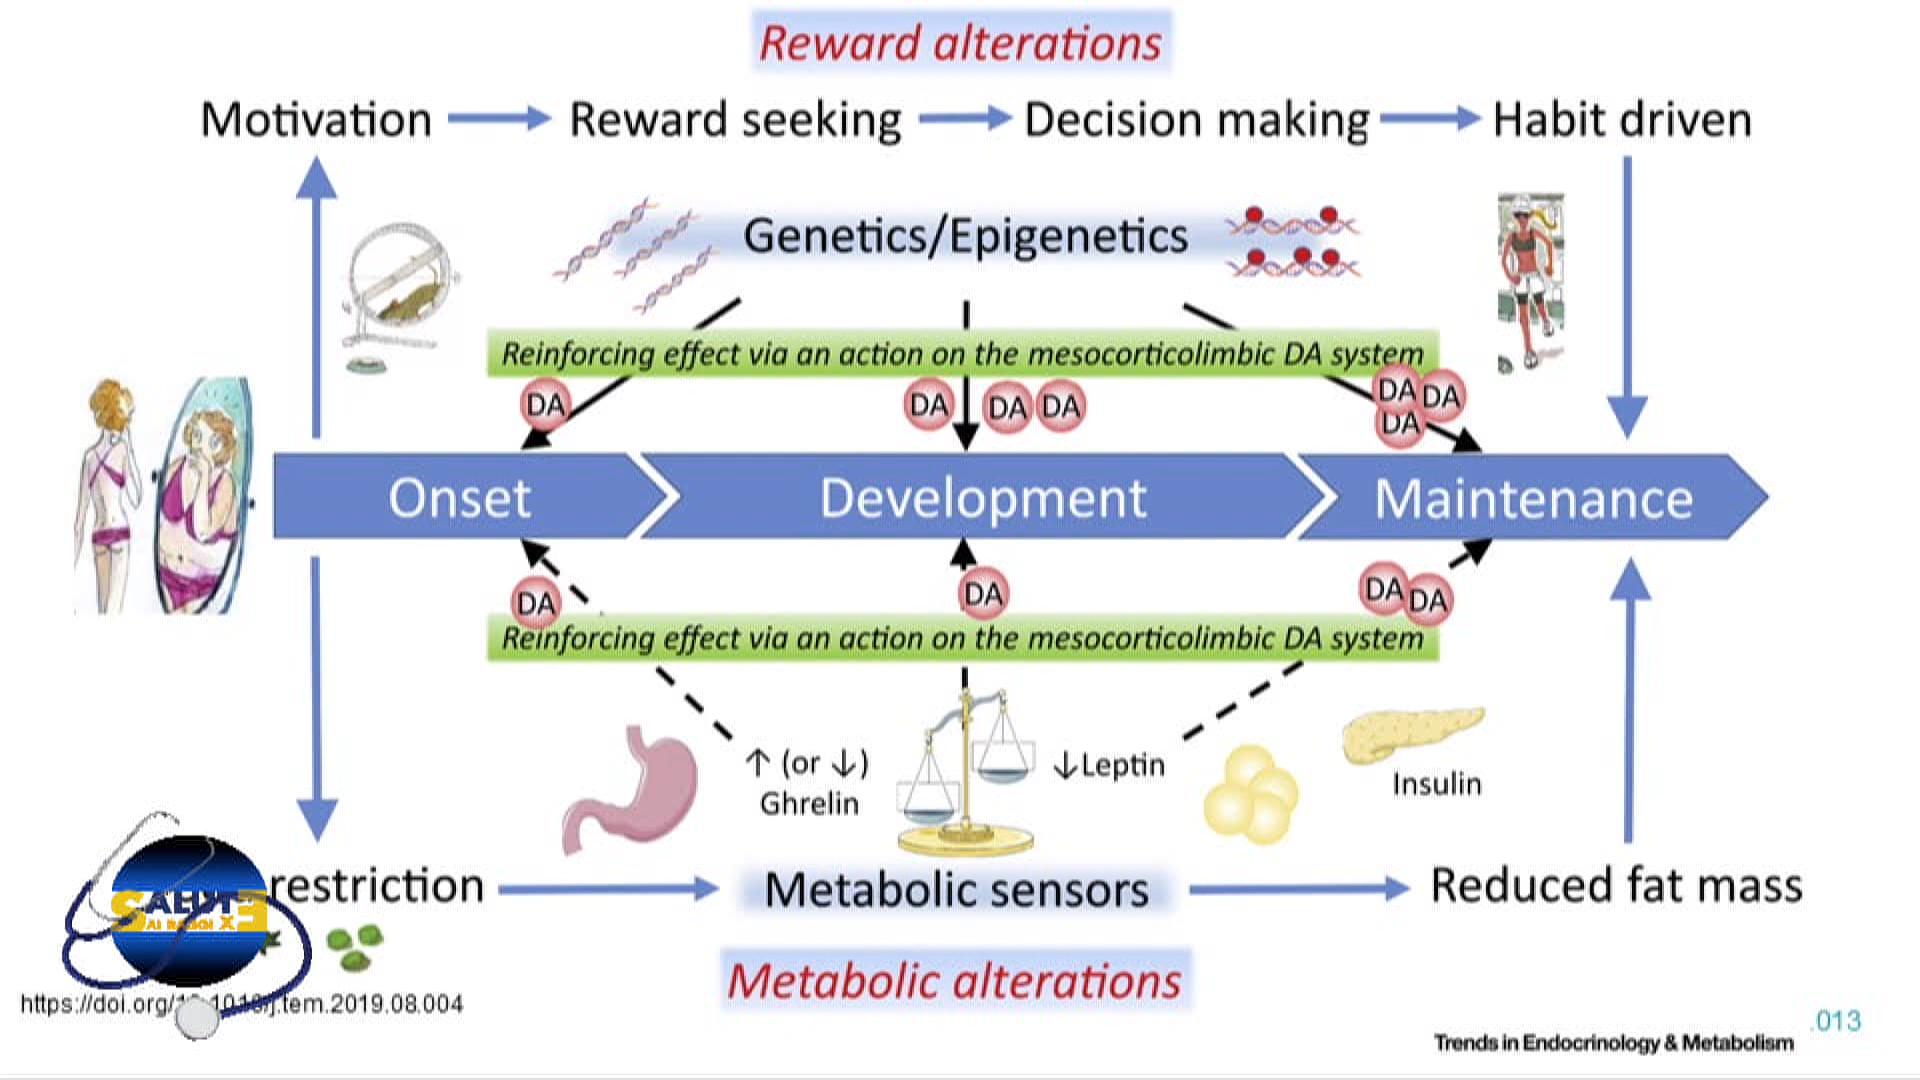 Reward alterations
Motivation
Reward seeking
Decision making
Habit driven
Genetics/Epigenetics
Reinforcing effect via an action on the mesocorticolimbic DA system
DA
DA
DA
DA
DA
DA
DA
Onset
Development
Maintenance
DA
DA
DA
DA
Reinforcing effect via an action on the mesocorticolimbic DA system
↑ (or ↓)
Ghrelin
↓Leptin
Insulin
restriction
Metabolic sensors
Reduced fat mass
Metabolic alterations
https://doi.org/10.1016/j.tem.2019.08.004
.013
Trends in Endocrinology & Metabolism